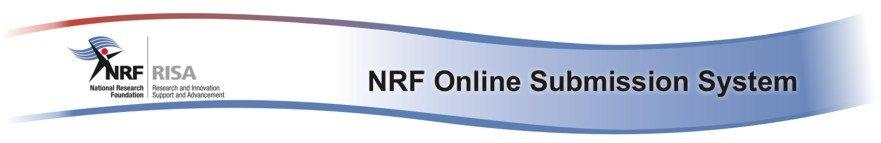 NRF RISA
National Research Foundation
Research and Innovation
Support and Advancement
NRF Online Submission System